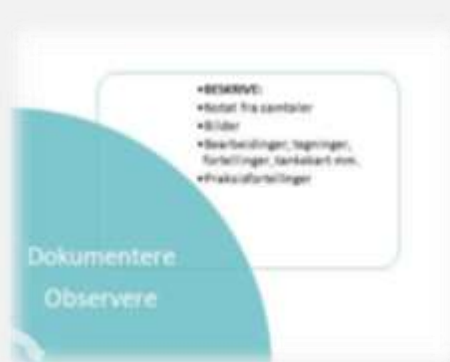 •BESKRIVE:
•Notat fra samtaler
•Bilder
•Bearbeidinger, tegninger,
fortellinger, tankekart mm.
•Praksisfortellinger
Dokumentere
Observere